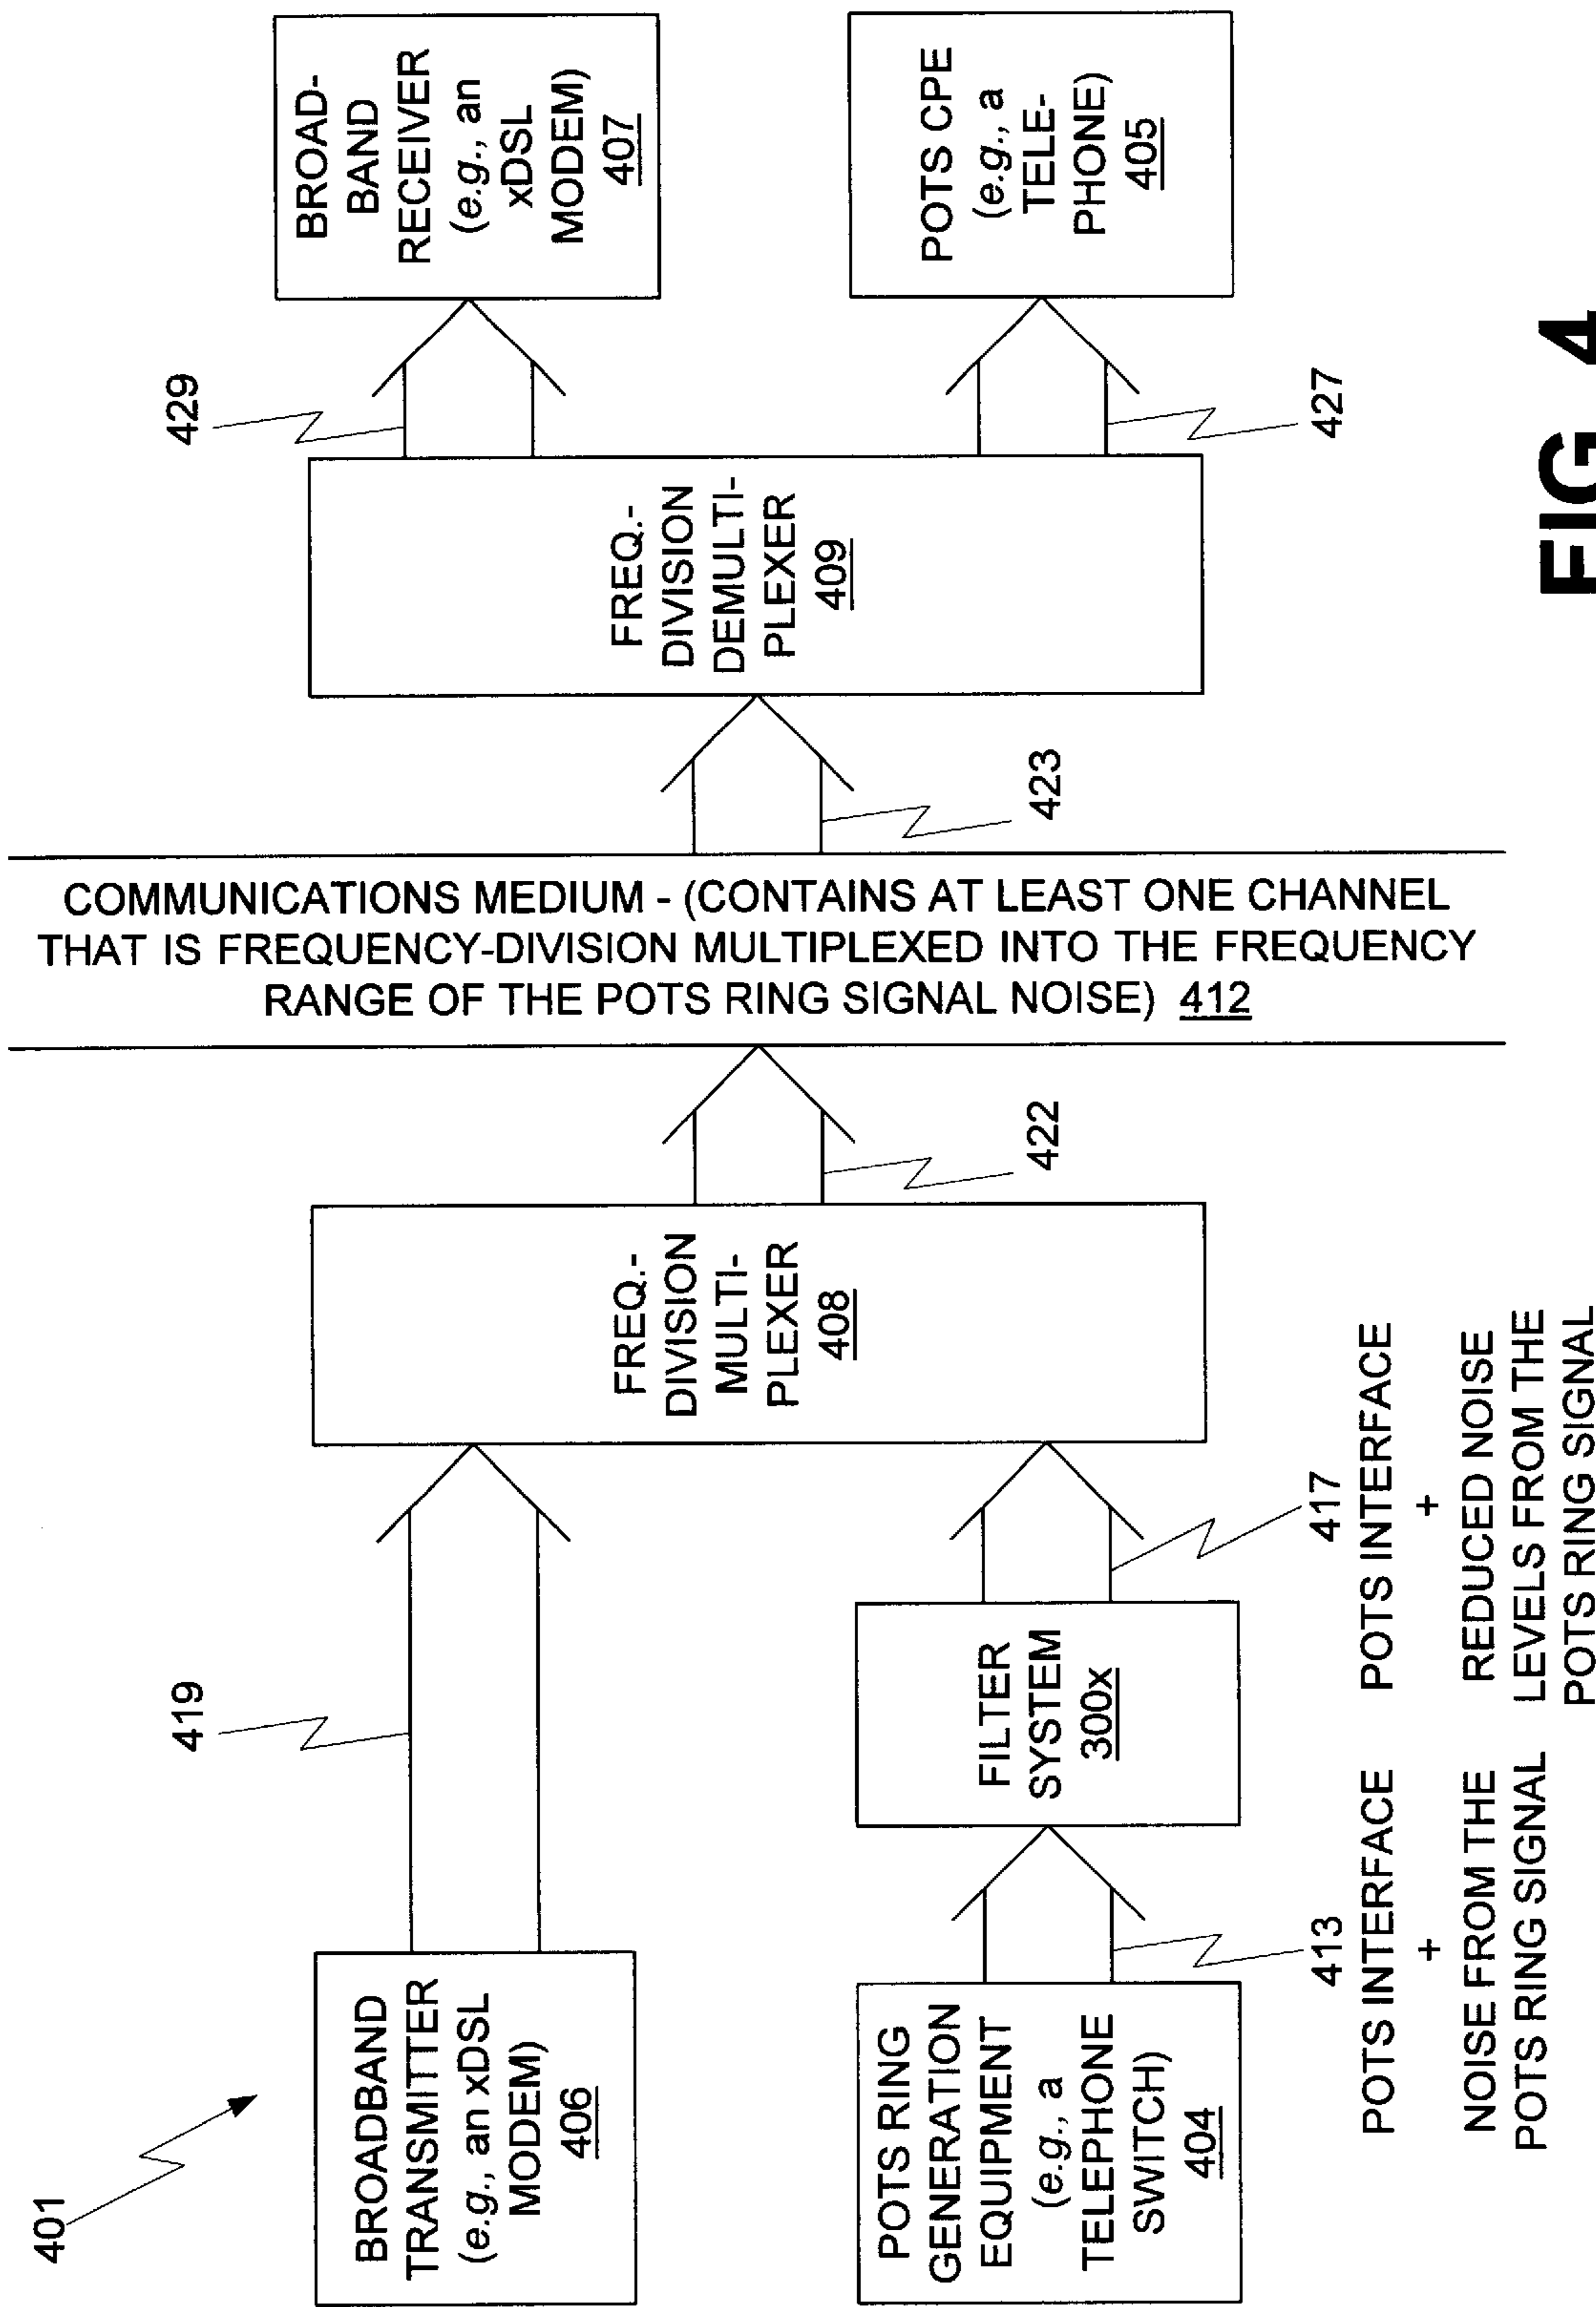 401
BROADBAND
TRANSMITTER
(e.g., an xDSL
MODEM)
406
419
POTS RING
GENERATION
EQUIPMENT
(e.g., a
TELEPHONE
SWITCH)
404
413
POTS INTERFACE
+
NOISE FROM THE
POTS RING SIGNAL
FILTER
SYSTEM
300x
417
POTS INTERFACE
+
REDUCED NOISE
LEVELS FROM THE
POTS RING SIGNAL
FREQ.-
DIVISION
MULTI-
PLEXER
408
422
COMMUNICATIONS MEDIUM - (CONTAINS AT LEAST ONE CHANNEL
THAT IS FREQUENCY-DIVISION MULTIPLEXED INTO THE FREQUENCY
RANGE OF THE POTS RING SIGNAL NOISE) 412
423
FREQ.-
DIVISION
DEMULTI-
PLEXER
409
429
BROAD-
BAND
RECEIVER
(e.g., an
xDSL
MODEM)
407
427
POTS CPE
(e.g., a
TELE-
PHONE)
405
FIG 4